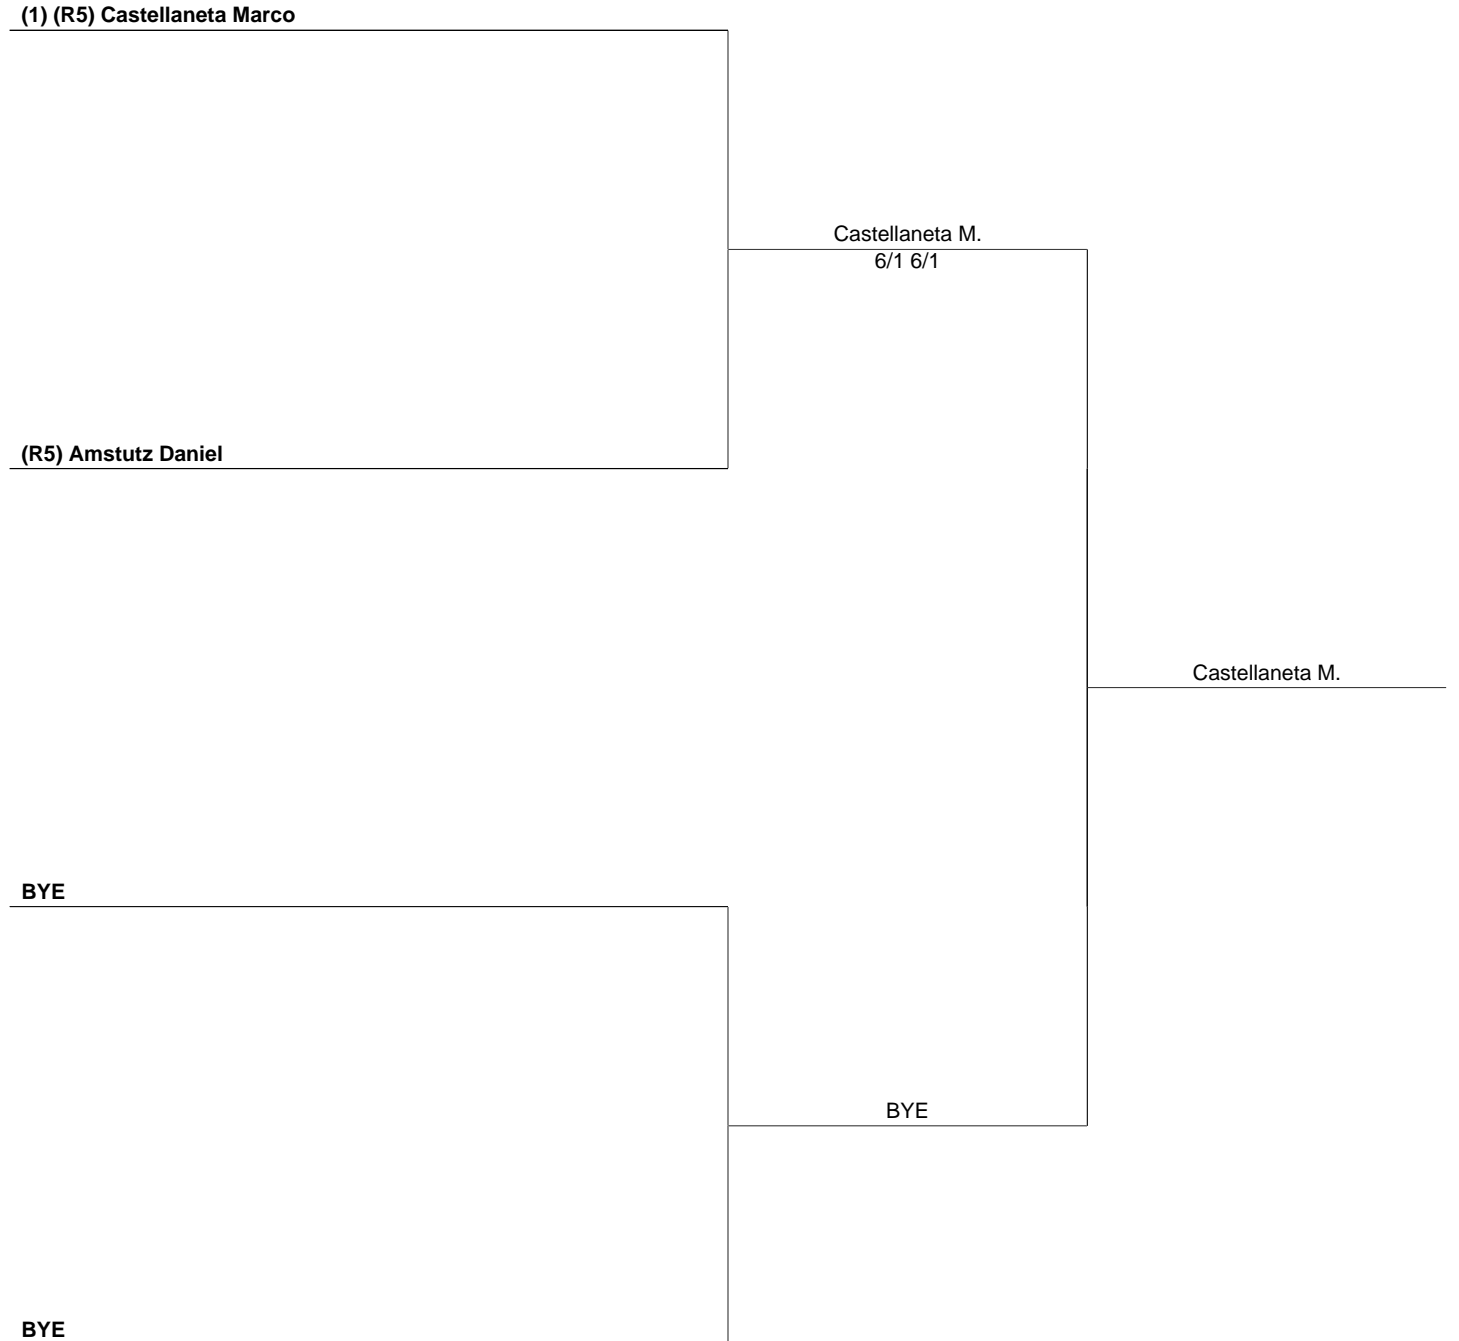 (1) (R5) Castellaneta Marco
Castellaneta M.
6/1 6/1
(R5) Amstutz Daniel
Castellaneta M.
BYE
BYE
BYE